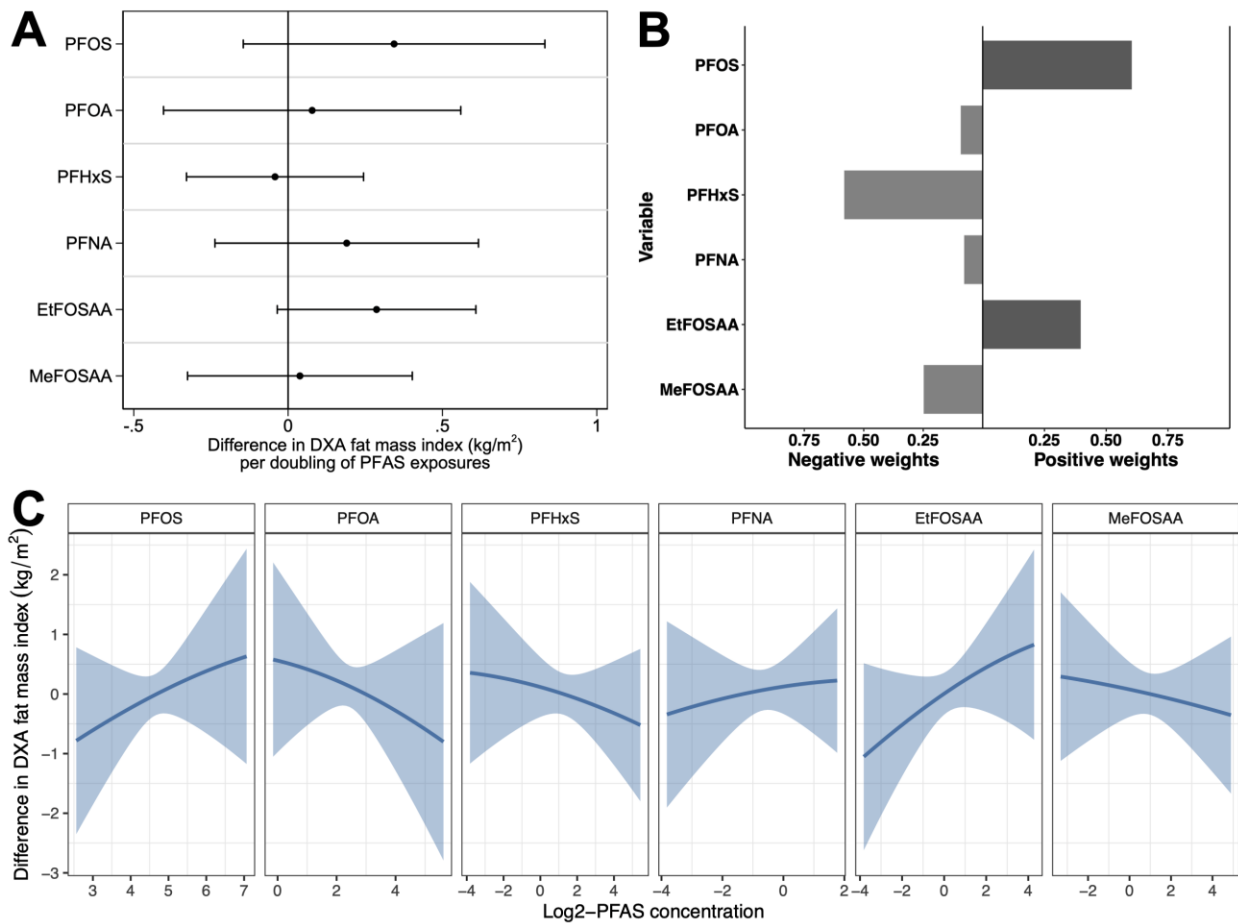 A
PFOS
PFOA
PFHxS
PFNA
EtFOSAA
MeFOSAA
-.5 0 .5 1
Difference in DXA fat mass index (kg/m²)
per doubling of PFAS exposures
B
Variable
PFOS
PFOA
PFHxS
PFNA
EtFOSAA
MeFOSAA
0.75 0.50 0.25 0.25 0.50 0.75
Negative weights Positive weights
C
PFOS PFOA PFHxS PFNA EtFOSAA MeFOSAA
Difference in DXA fat mass index (kg/m²)
2
1
0
−1
−2
−3
3 4 5 6 7 0 2 4 −4 −2 0 2 4 −4 −2 0 2 −4 −2 0 2 4 −2 0 2 4
Log2−PFAS concentration